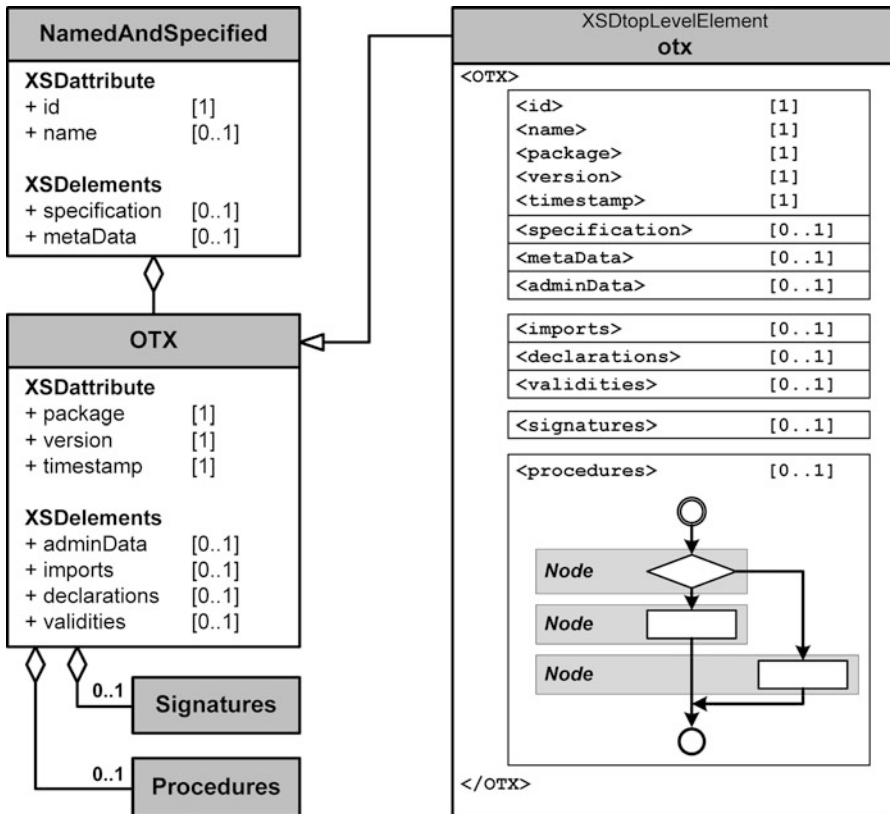 NamedAndSpecified
XSDattribute
+ id [1]
+ name [0..1]
XSDelements
+ specification [0..1]
+ metaData [0..1]
OTX
XSDattribute
+ package [1]
+ version [1]
+ timestamp [1]
XSDelements
+ adminData [0..1]
+ imports [0..1]
+ declarations [0..1]
+ validities [0..1]
0..1
Signatures
0..1
Procedures
XSDtopLevelElement
otx
<OTX>
<id> [1]
<name> [1]
<package> [1]
<version> [1]
<timestamp> [1]
<specification> [0..1]
<metaData> [0..1]
<adminData> [0..1]
<imports> [0..1]
<declarations> [0..1]
<validities> [0..1]
<signatures> [0..1]
<procedures> [0..1]
Node
Node
Node
</OTX>